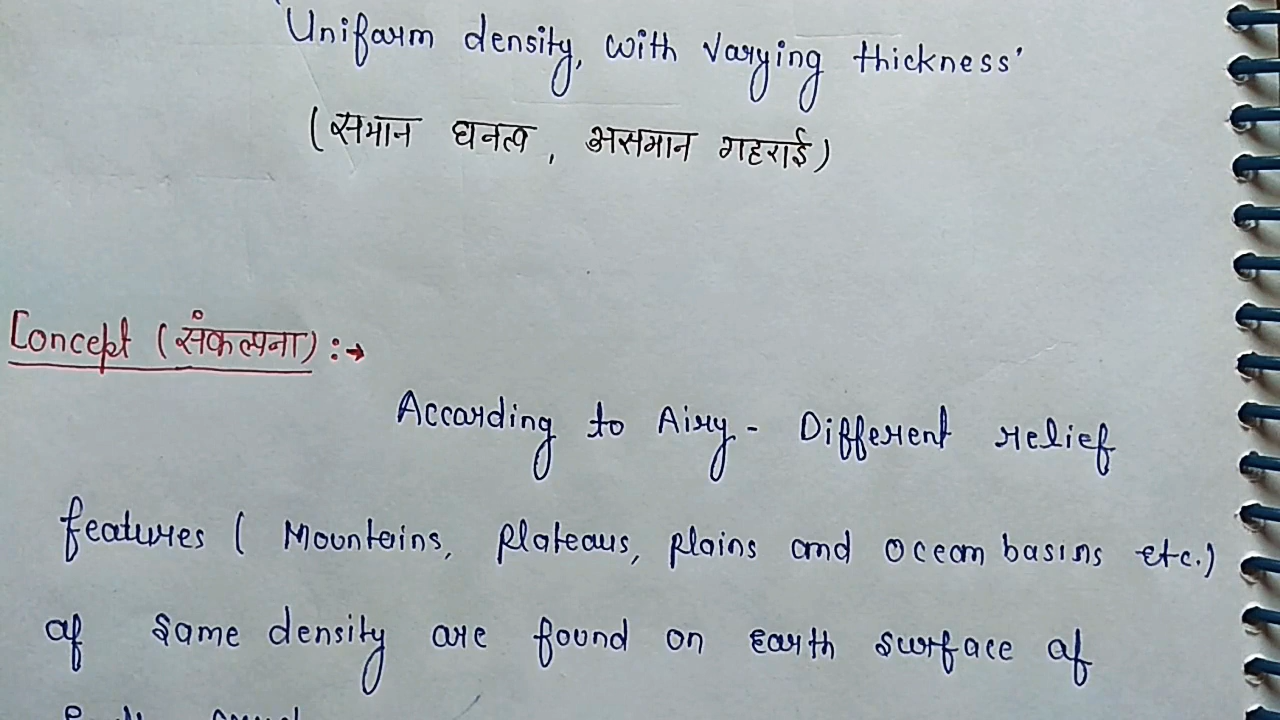 'Uniform density, with varying thickness'
(समान घनत्व, असमान गहराई)
Concept (संकल्पना) :→
According to Airy - Different relief
features ( Mountains, Plateaus, Plains and ocean basins etc.)
of same density are found on Earth surface of